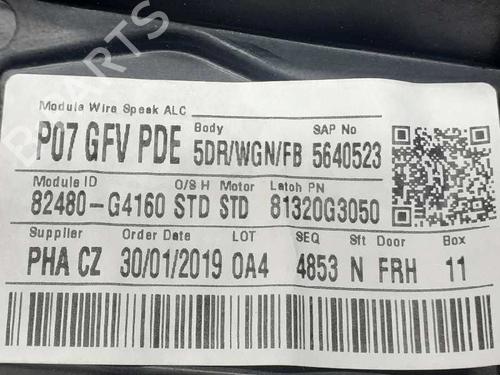 Module Wire Speak ALC
Body SAP No
P07 GFV PDE 5DR/WGN/FB 5640523
Module ID O/S H Motor Latch PN
82480-G4160 STD STD 81320G3050
Supplier Order Date LOT SEQ Sft Door Box
PHA CZ 30/01/2019 0A4 4853 N FRH 11